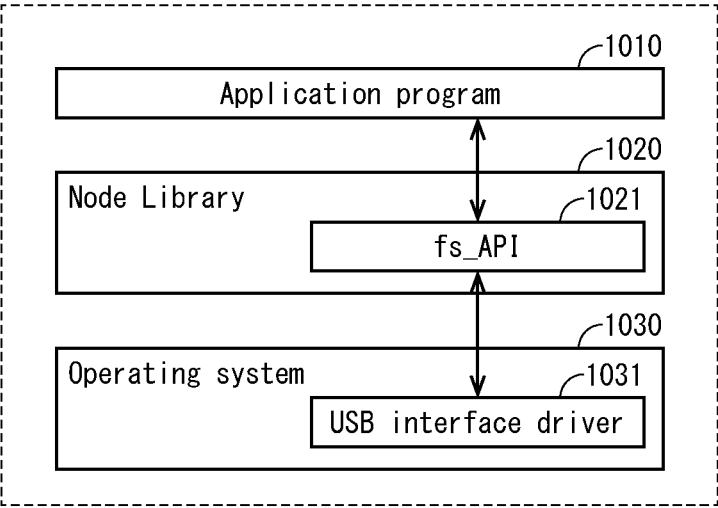 1010
Application program
1020
Node Library
1021
fs_API
1030
Operating system
1031
USB interface driver